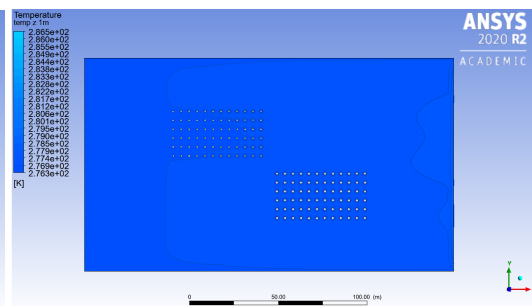 Temperature
temp z 1m
2.865e+02
2.860e+02
2.855e+02
2.849e+02
2.844e+02
2.838e+02
2.833e+02
2.828e+02
2.822e+02
2.817e+02
2.812e+02
2.806e+02
2.801e+02
2.795e+02
2.790e+02
2.785e+02
2.779e+02
2.774e+02
2.769e+02
2.763e+02
[K]
ANSYS
2020 R2
ACADEMIC
0 50.00 100.00 (m)
Y
X